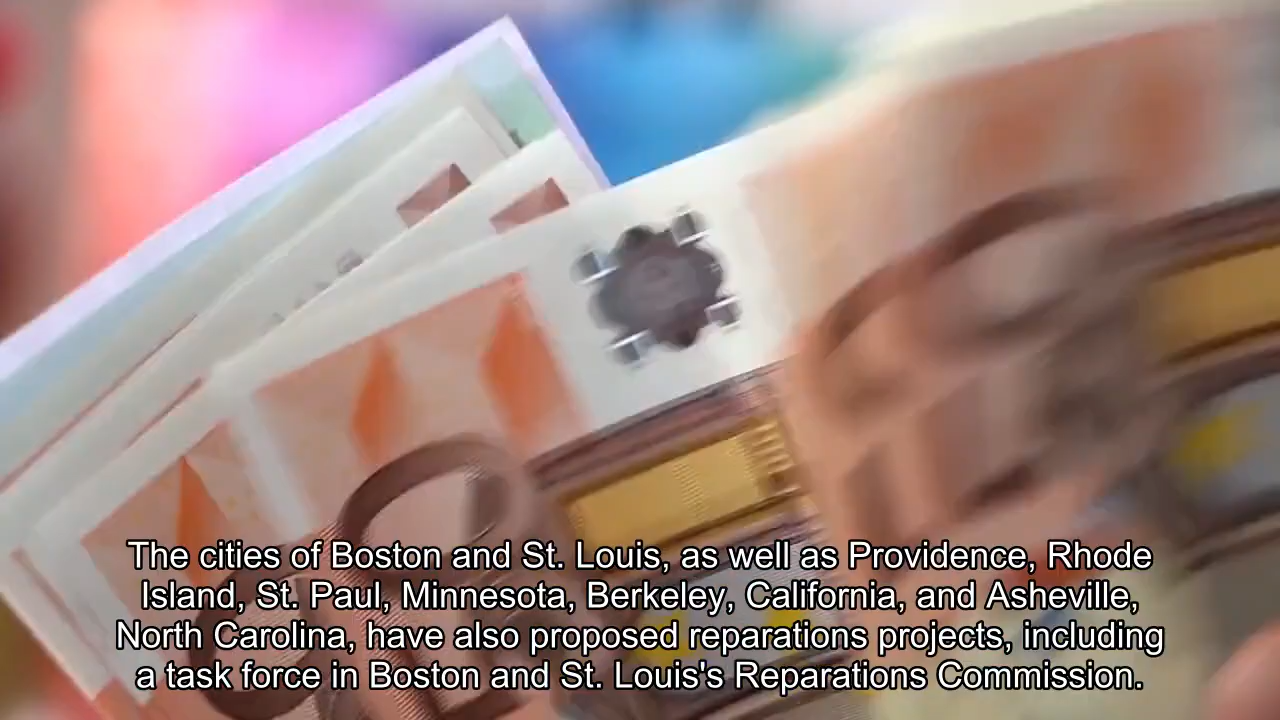 The cities of Boston and St. Louis, as well as Providence, Rhode
Island, St. Paul, Minnesota, Berkeley, California, and Asheville,
North Carolina, have also proposed reparations projects, including
a task force in Boston and St. Louis's Reparations Commission.